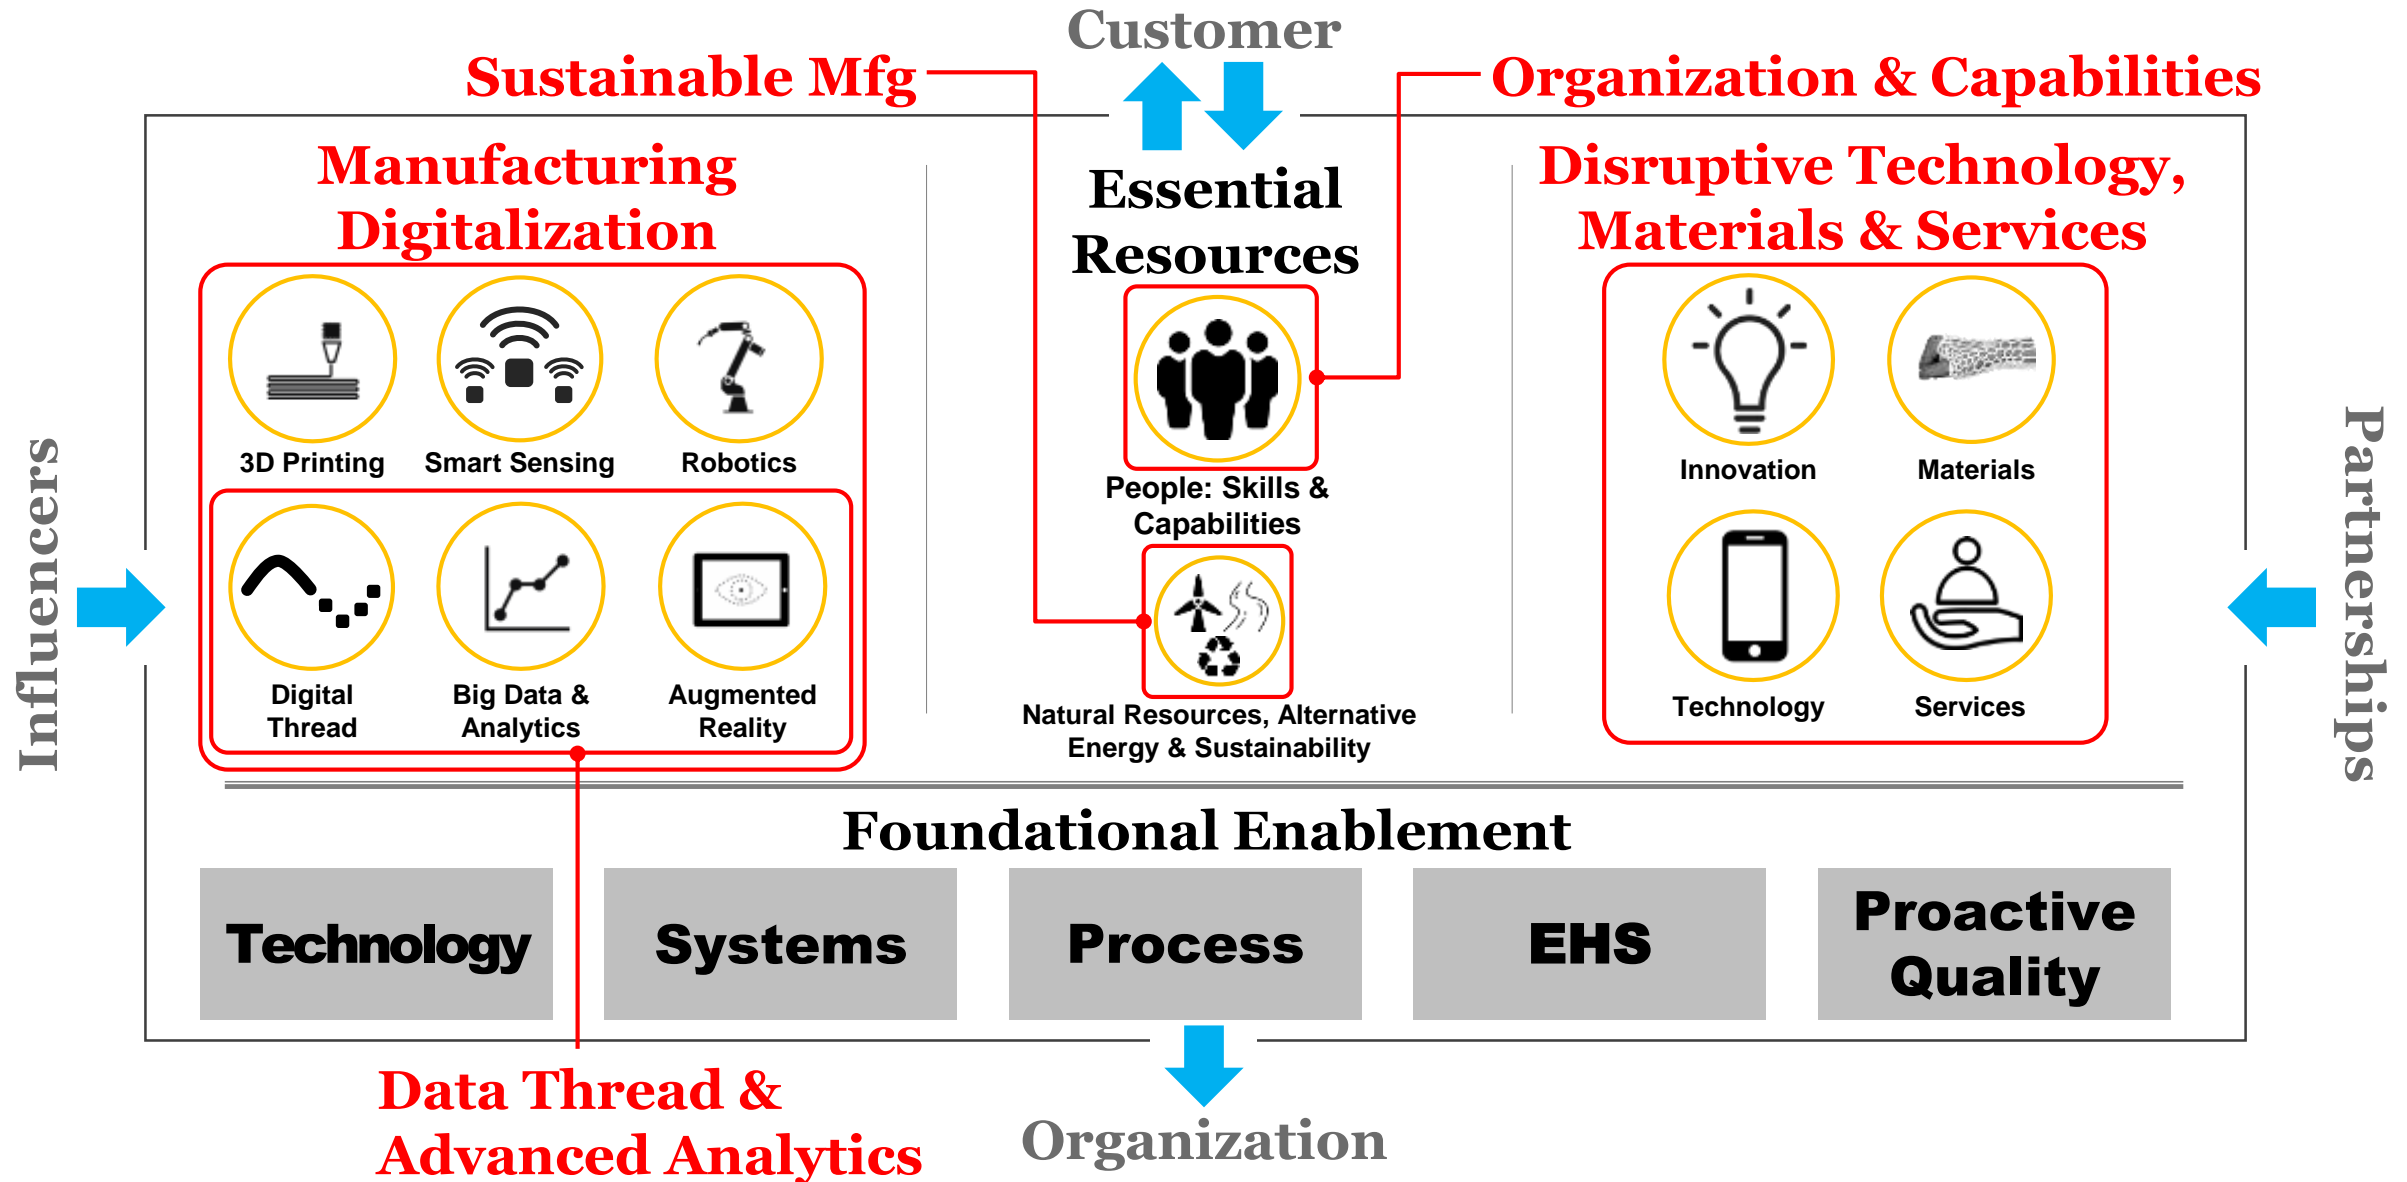 Customer
Sustainable Mfg
Organization & Capabilities
Manufacturing
Digitalization
Essential
Resources
Disruptive Technology,
Materials & Services
3D Printing
Smart Sensing
Robotics
Digital
Thread
Big Data &
Analytics
Augmented
Reality
People: Skills &
Capabilities
Natural Resources, Alternative
Energy & Sustainability
Innovation
Materials
Technology
Services
Influencers
Partnerships
Foundational Enablement
Technology
Systems
Process
EHS
Proactive
Quality
Data Thread &
Advanced Analytics
Organization